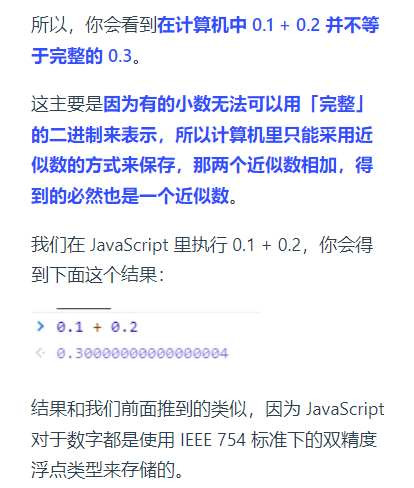 所以，你会看到在计算机中 0.1 + 0.2 并不等
于完整的 0.3。
这主要是因为有的小数无法可以用「完整」
的二进制来表示，所以计算机里只能采用近
似数的方式来保存，那两个近似数相加，得
到的必然也是一个近似数。
我们在 JavaScript 里执行 0.1 + 0.2，你会得
到下面这个结果：
> 0.1 + 0.2
<· 0.30000000000000004
结果和我们前面推到的类似，因为 JavaScript
对于数字都是使用 IEEE 754 标准下的双精度
浮点类型来存储的。